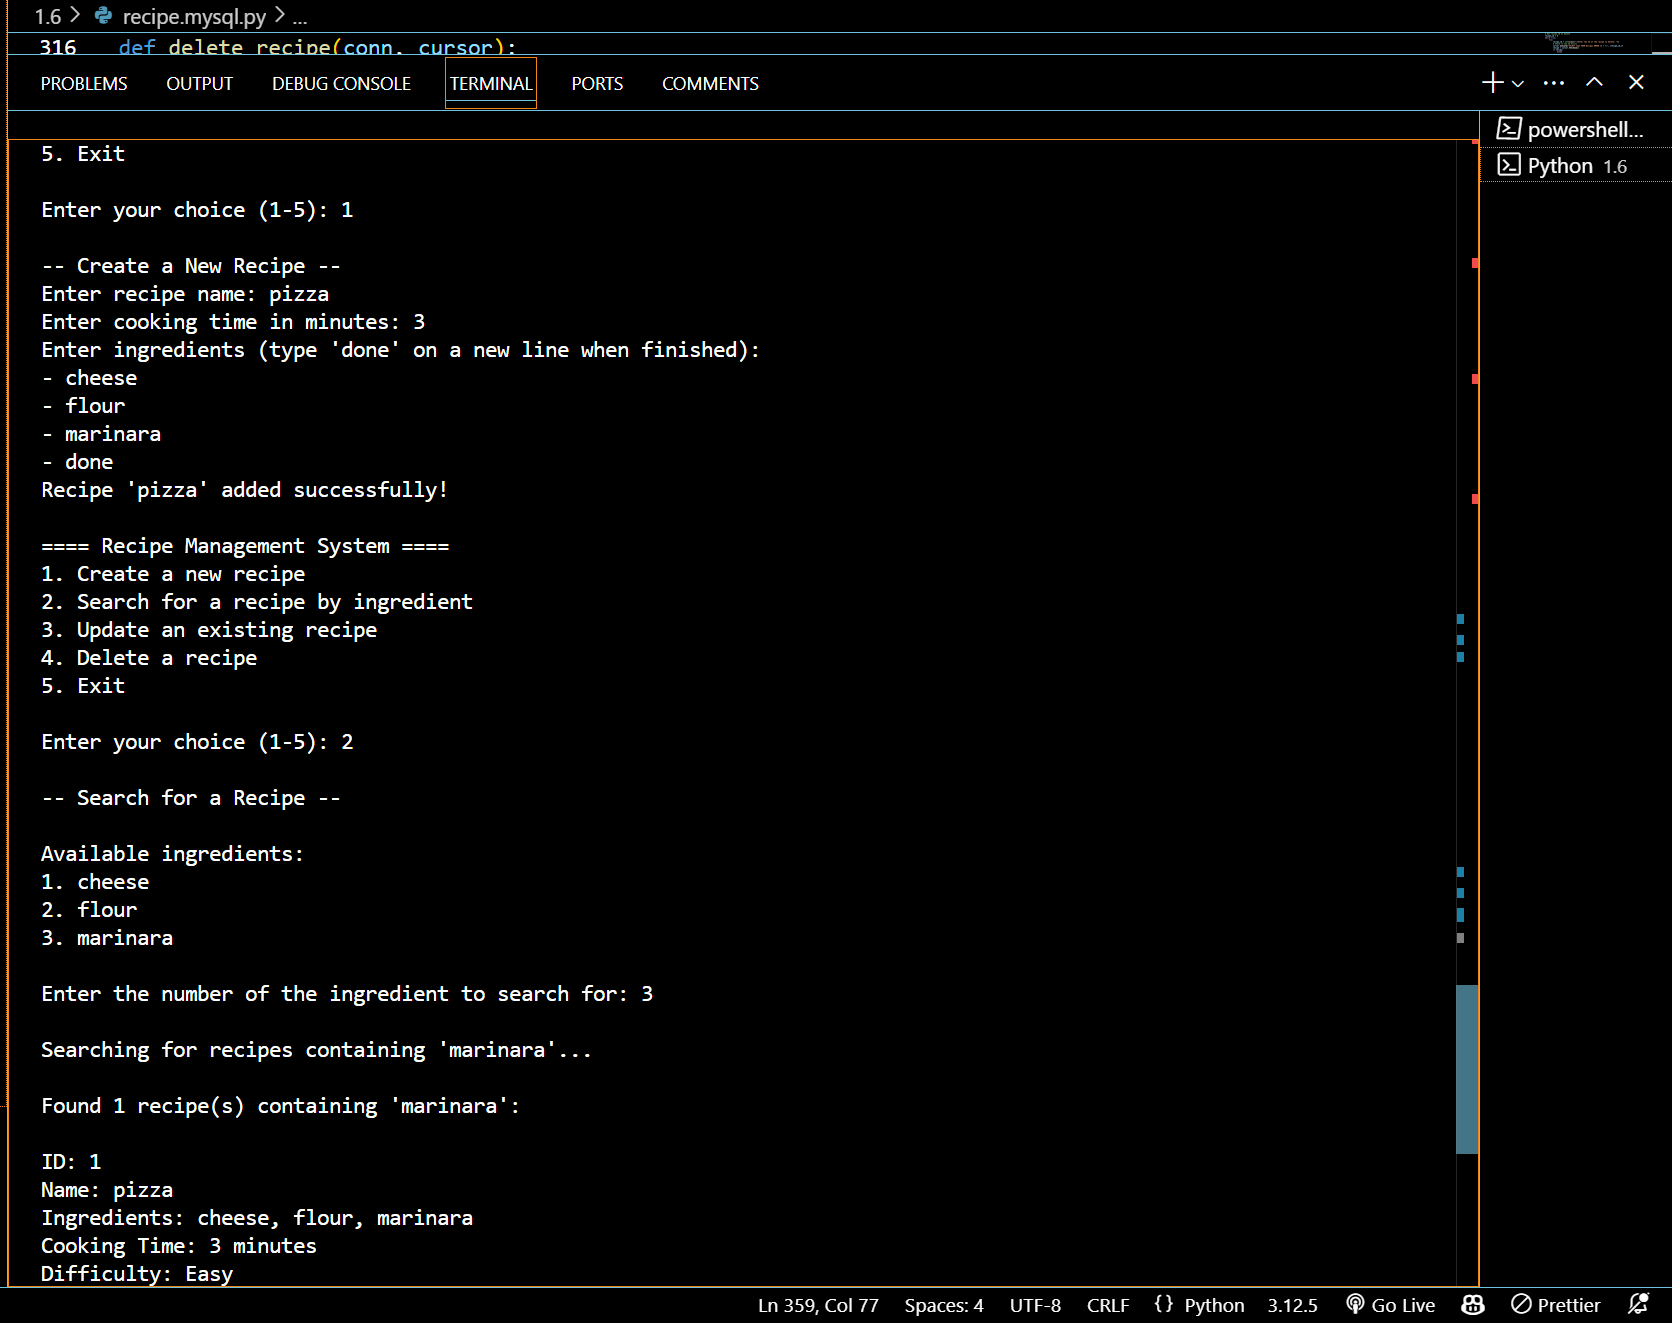 1.6 > recipe.mysql.py > ...
316 def delete_recipe(conn, cursor):
PROBLEMS OUTPUT DEBUG CONSOLE TERMINAL PORTS COMMENTS
powershell...
Python 1.6
5. Exit
Enter your choice (1-5): 1
-- Create a New Recipe --
Enter recipe name: pizza
Enter cooking time in minutes: 3
Enter ingredients (type 'done' on a new line when finished):
- cheese
- flour
- marinara
- done
Recipe 'pizza' added successfully!
==== Recipe Management System ====
1. Create a new recipe
2. Search for a recipe by ingredient
3. Update an existing recipe
4. Delete a recipe
5. Exit
Enter your choice (1-5): 2
-- Search for a Recipe --
Available ingredients:
1. cheese
2. flour
3. marinara
Enter the number of the ingredient to search for: 3
Searching for recipes containing 'marinara'...
Found 1 recipe(s) containing 'marinara':
ID: 1
Name: pizza
Ingredients: cheese, flour, marinara
Cooking Time: 3 minutes
Difficulty: Easy
Ln 359, Col 77 Spaces: 4 UTF-8 CRLF {} Python 3.12.5 Go Live Prettier